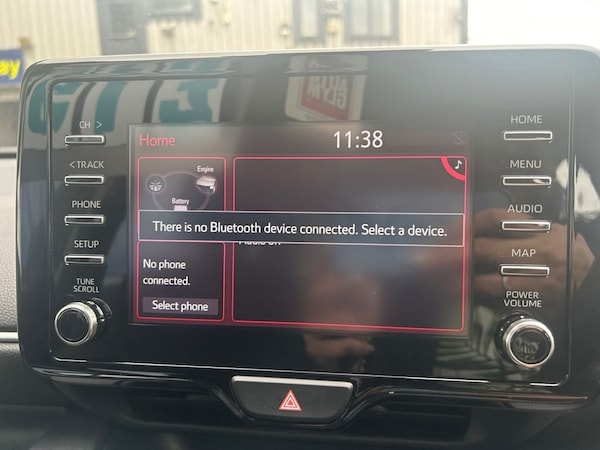 CH >
< TRACK
PHONE
SETUP
TUNE
SCROLL
Home
11:38
Engine
Battery
There is no Bluetooth device connected. Select a device.
No phone
connected.
Select phone
HOME
MENU
AUDIO
MAP
POWER
VOLUME